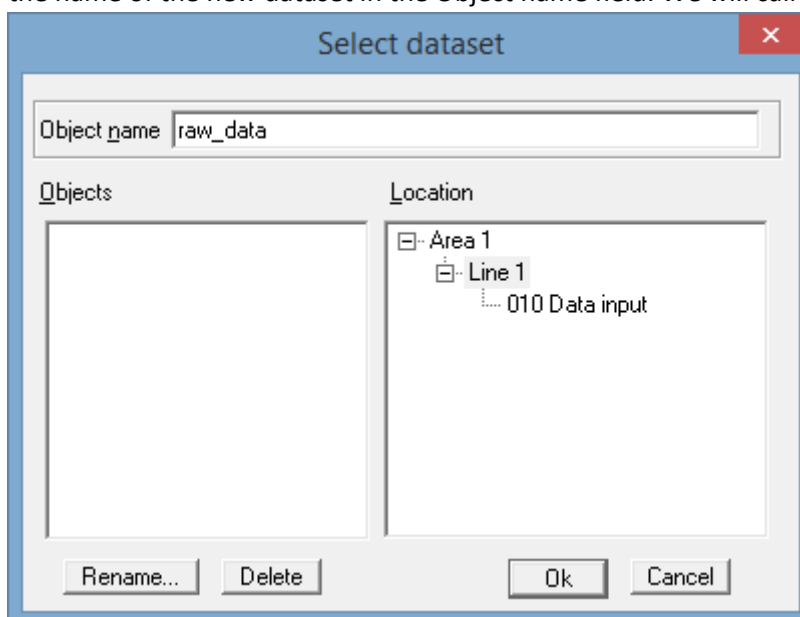 the name of the new dataset in the Object name field. We will call
Select dataset
Object name raw_data
Objects
Location
Area 1
Line 1
010 Data input
Rename...
Delete
Ok
Cancel